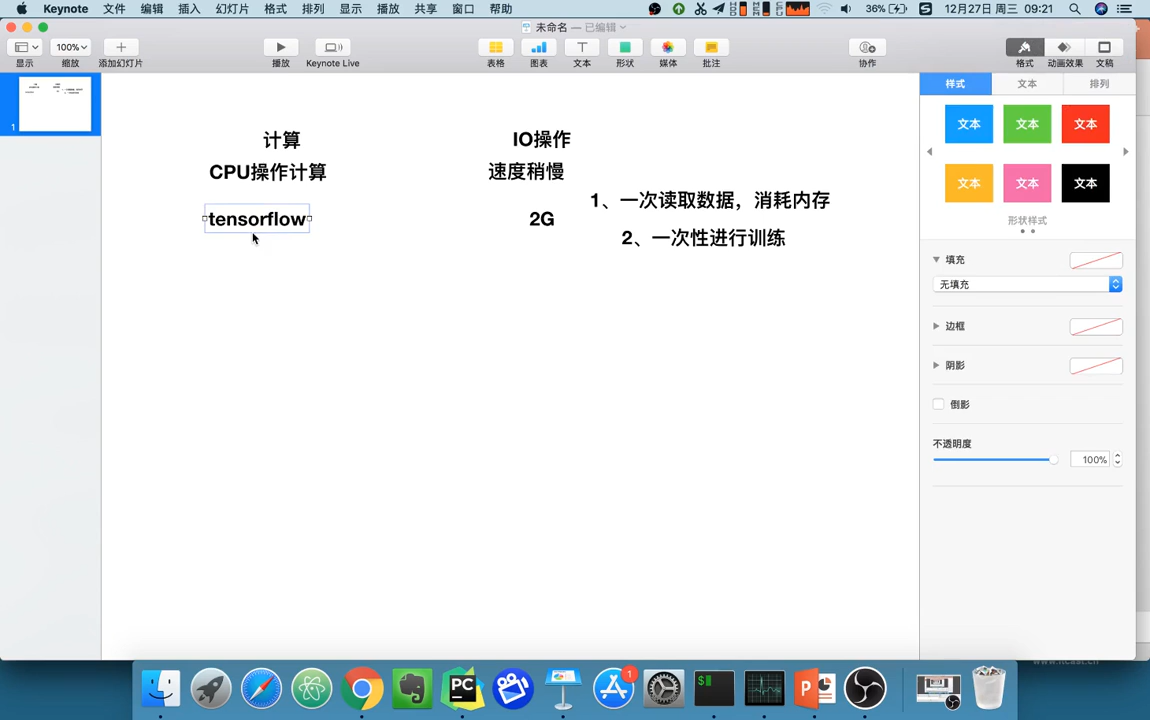 Keynote 文件 编辑 插入 幻灯片 格式 排列 显示 播放 共享 窗口 帮助 36% 12月27日 周三 09:21
未命名 — 已编辑
100%
显示 缩放 添加幻灯片 播放 Keynote Live 表格 图表 文本 形状 媒体 批注 协作 格式 动画效果 文稿
样式 文本 排列
1
计算 IO操作
CPU操作计算 速度稍慢
1、一次读取数据，消耗内存
tensorflow 2G
2、一次性进行训练
文本 文本 文本
文本 文本 文本
形状样式
填充
无填充
边框
阴影
倒影
不透明度
100%
www.itcast.cn
1
PC
$
P